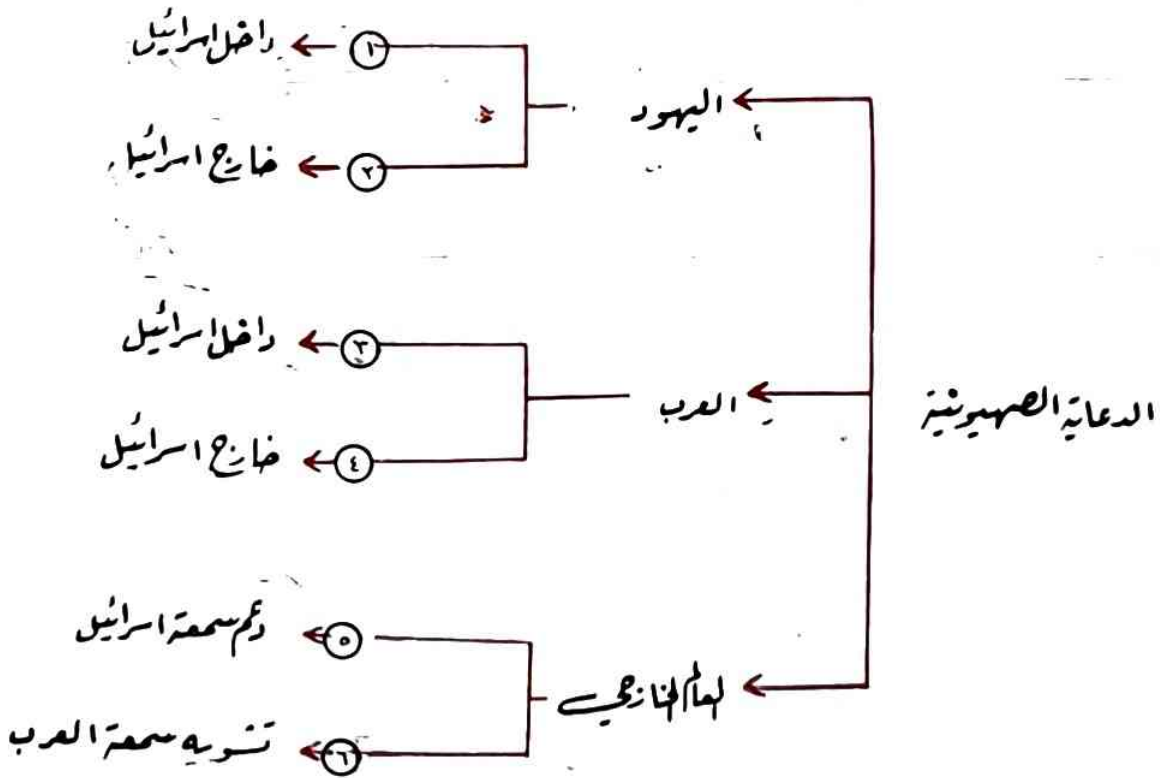 الدعاية الصهيونية
اليهود
١ داخل اسرائيل
٢ خارج اسرائيل
العرب
٣ داخل اسرائيل
٤ خارج اسرائيل
العالم الخارجي
٥ دعم سمعة اسرائيل
٦ تشويه سمعة العرب